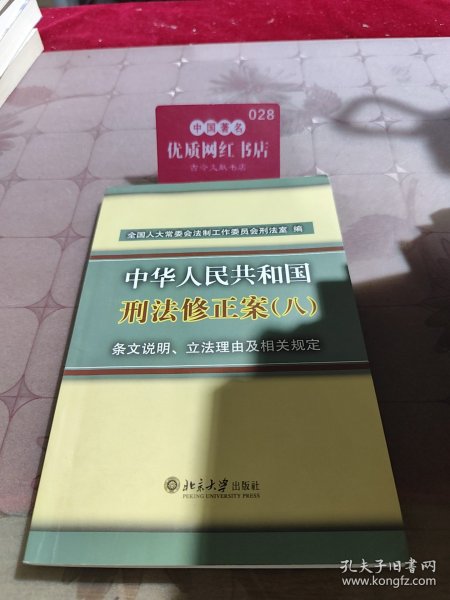 028
中国著名
优质网红书店
古今文献书店
全国人大常委会法制工作委员会刑法室 编
中华人民共和国
刑法修正案(八)
条文说明、立法理由及相关规定
北京大学出版社
PEKING UNIVERSITY PRESS
孔夫子旧书网
www.kongfz.com